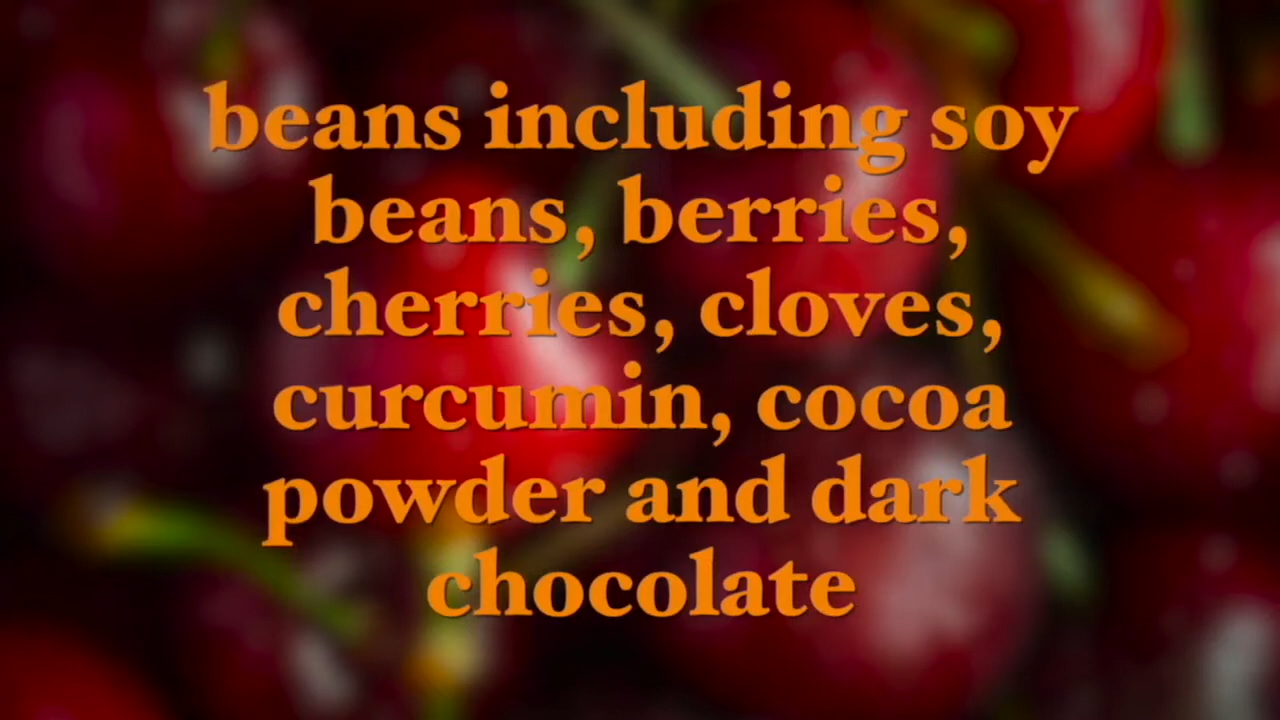 beans including soy
beans, berries,
cherries, cloves,
curcumin, cocoa
powder and dark
chocolate